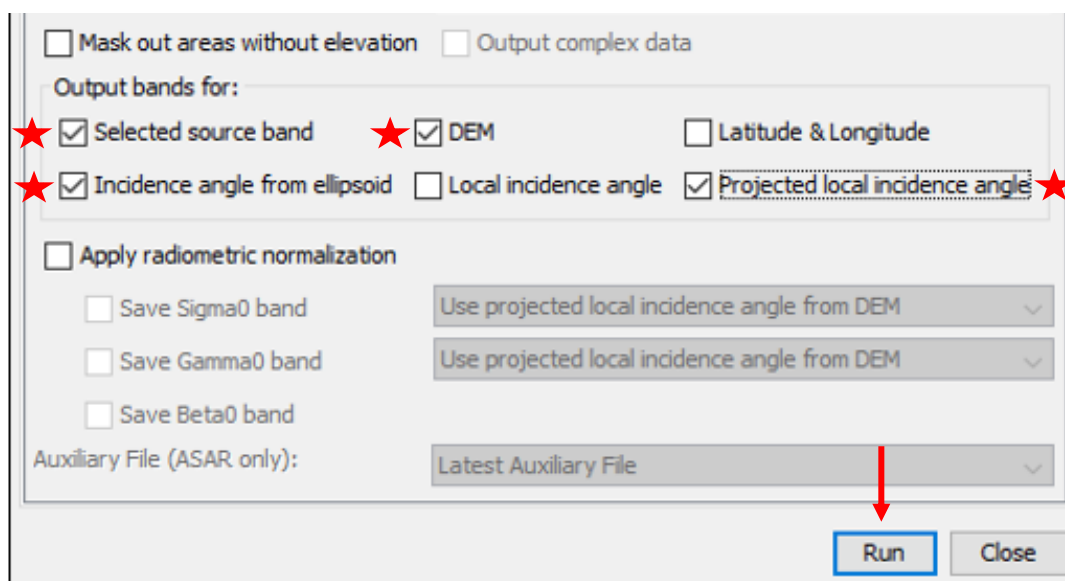 Mask out areas without elevation Output complex data
Output bands for:
Selected source band DEM Latitude & Longitude
Incidence angle from ellipsoid Local incidence angle Projected local incidence angle
Apply radiometric normalization
Save Sigma0 band Use projected local incidence angle from DEM
Save Gamma0 band Use projected local incidence angle from DEM
Save Beta0 band
Auxiliary File (ASAR only): Latest Auxiliary File
Run Close